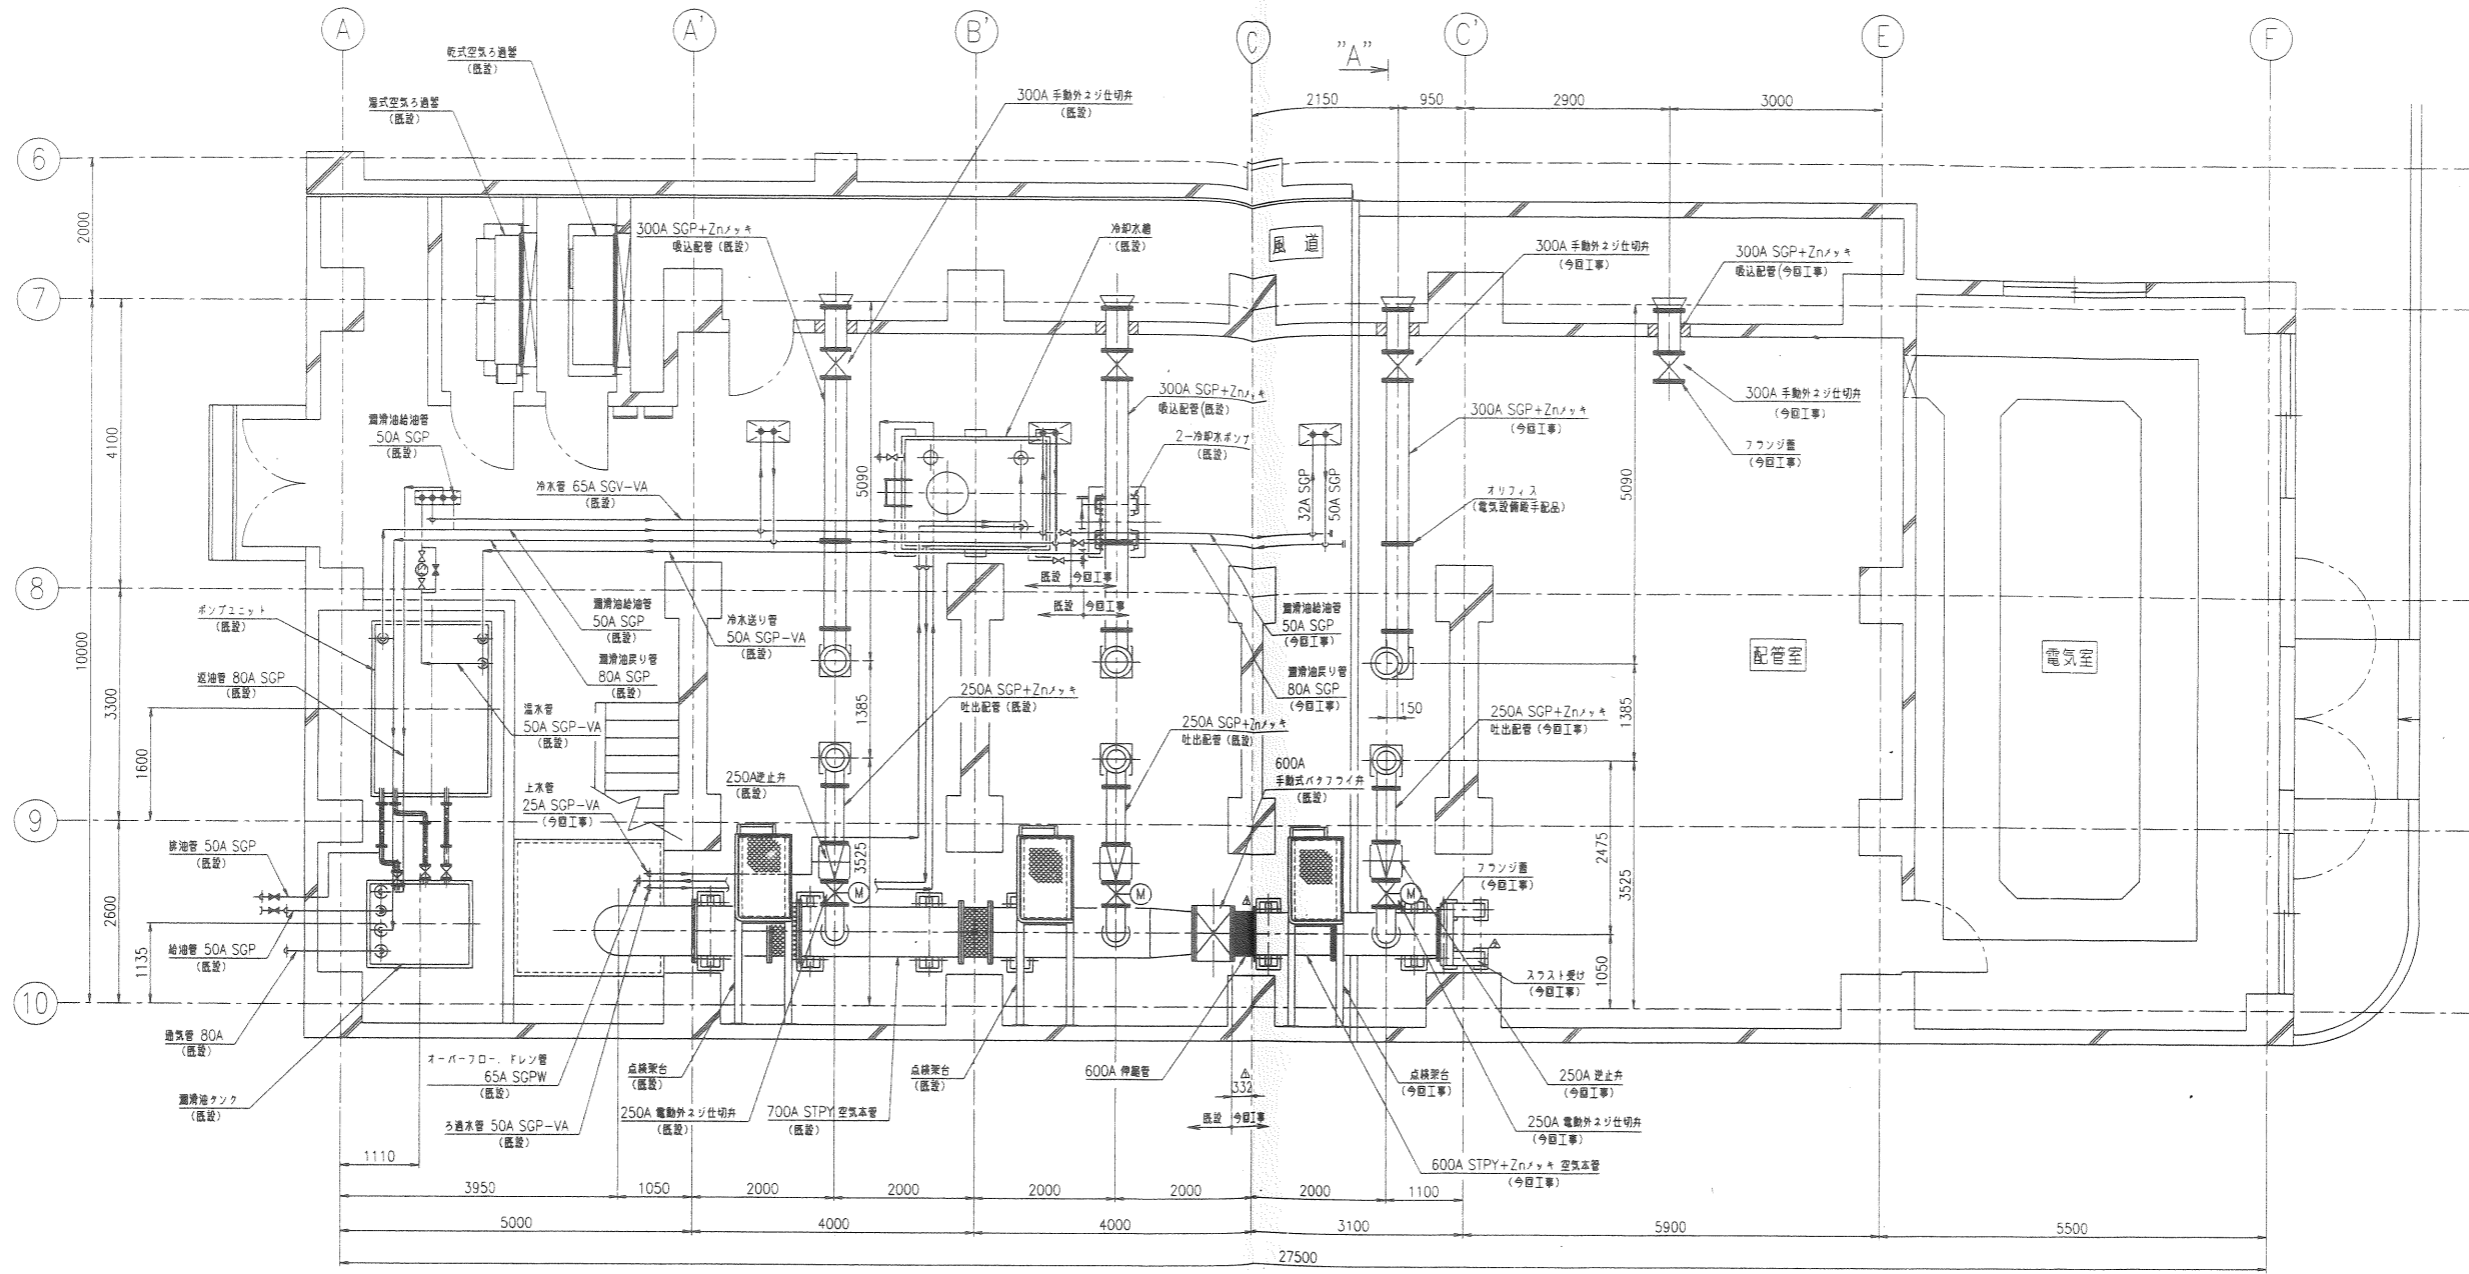 A
A'
B'
C
"A"
C'
E
F
乾式空気ろ過器
(既設)
湿式空気ろ過器
(既設)
300A 手動外ネジ仕切弁
(既設)
2150
950
2900
3000
6
7
8
9
10
2000
4100
10000
3300
1600
2600
1135
300A SGP+Znメッキ
吸込配管 (既設)
冷却水槽
(既設)
風道
300A 手動外ネジ仕切弁
(今回工事)
300A SGP+Znメッキ
吸込配管(今回工事)
300A SGP+Znメッキ
吸込配管(既設)
300A SGP+Znメッキ
(今回工事)
300A 手動外ネジ仕切弁
(今回工事)
フランジ蓋
(今回工事)
潤滑油給油管
50A SGP
(既設)
2-冷却水ポンプ
(既設)
冷水管 65A SGV-VA
(既設)
5090
32A SGP
50A SGP
オリフィス
(電気設備品手配品)
5090
既設 今回工事
既設 今回工事
ポンプユニット
(既設)
潤滑油給油管
50A SGP
(既設)
冷水送り管
50A SGP-VA
(既設)
潤滑油給油管
50A SGP
(今回工事)
潤滑油戻り管
80A SGP
(既設)
返油管 80A SGP
(既設)
潤滑油戻り管
80A SGP
(今回工事)
配管室
電気室
温水管
50A SGP-VA
(既設)
250A SGP+Znメッキ
吐出配管 (既設)
1385
150
1385
250A SGP+Znメッキ
吐出配管 (既設)
250A SGP+Znメッキ
吐出配管 (今回工事)
250A逆止弁
(既設)
600A
手動式バタフライ弁
(既設)
上水管
25A SGP-VA
(今回工事)
排油管 50A SGP
(既設)
3525
2475
3525
フランジ蓋
(今回工事)
M
M
M
給油管 50A SGP
(既設)
1050
スラスト受け
(今回工事)
通気管 80A
(既設)
オーバーフロー、ドレン管
65A SGPW
(既設)
点検架台
(既設)
点検架台
(既設)
600A 伸縮管
332
点検架台
(今回工事)
250A 逆止弁
(今回工事)
潤滑油タンク
(既設)
ろ過水管 50A SGP-VA
(既設)
250A 電動外ネジ仕切弁
(既設)
700A STPY 空気本管
(既設)
既設 今回工事
250A 電動外ネジ仕切弁
(今回工事)
600A STPY+Znメッキ 空気本管
(今回工事)
1110
3950
1050
2000
2000
2000
2000
2000
1100
5000
4000
4000
3100
5900
5500
27500